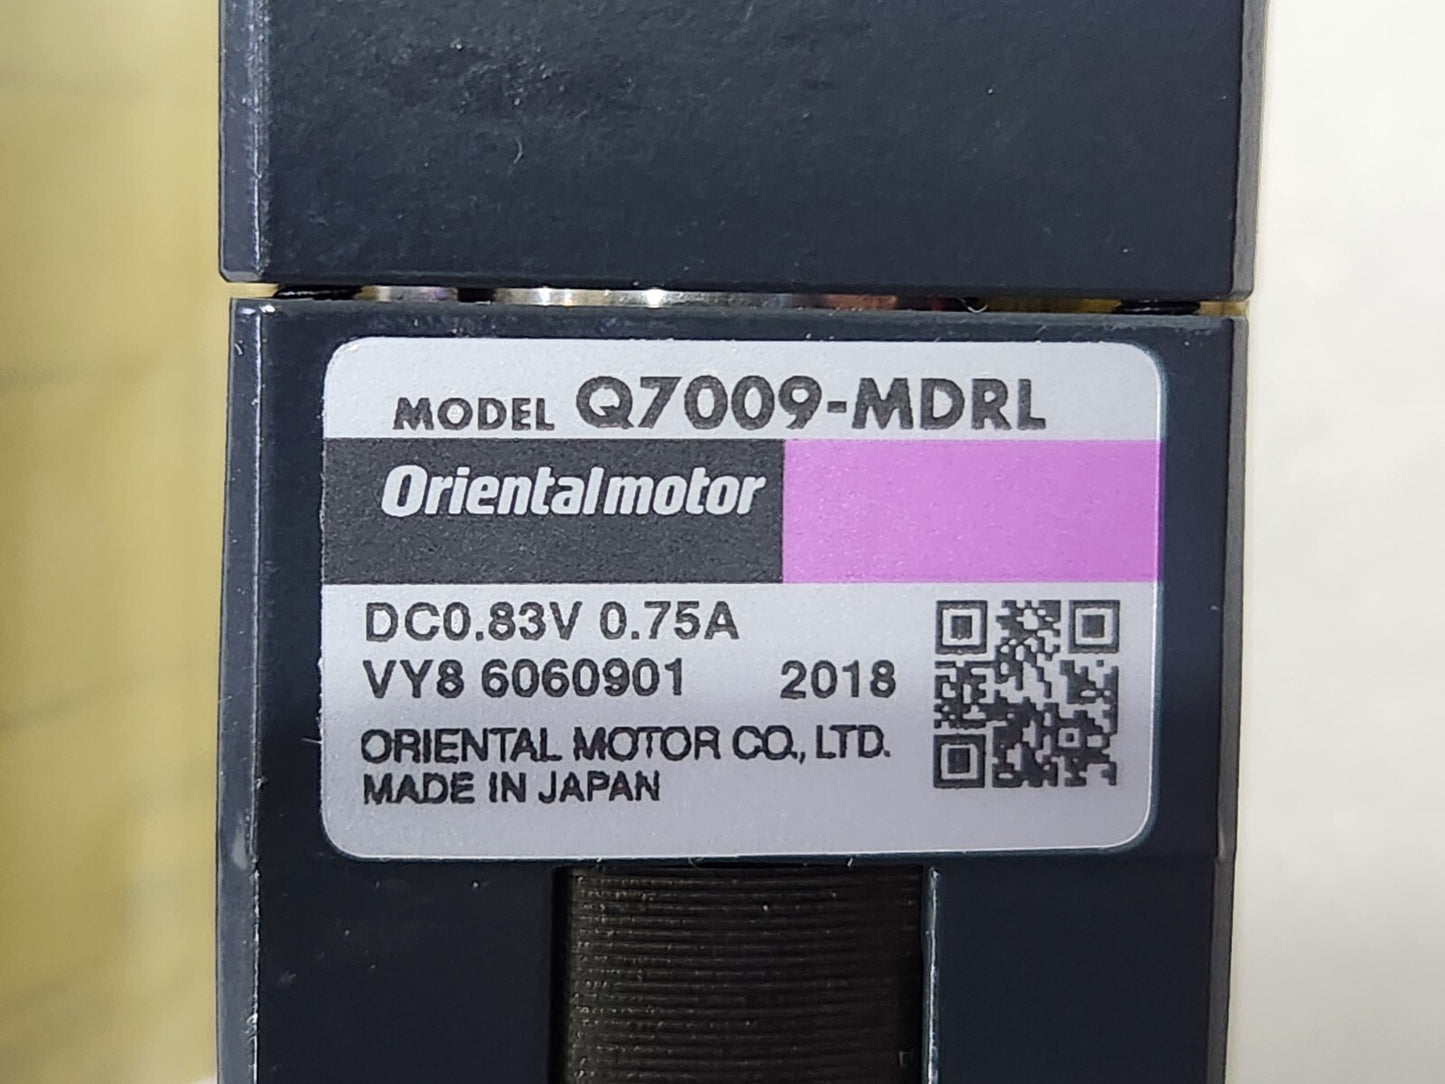 MODEL Q7009-MDRL
Orientalmotor
DC0.83V 0.75A
VY8 6060901 2018
ORIENTAL MOTOR CO., LTD.
MADE IN JAPAN